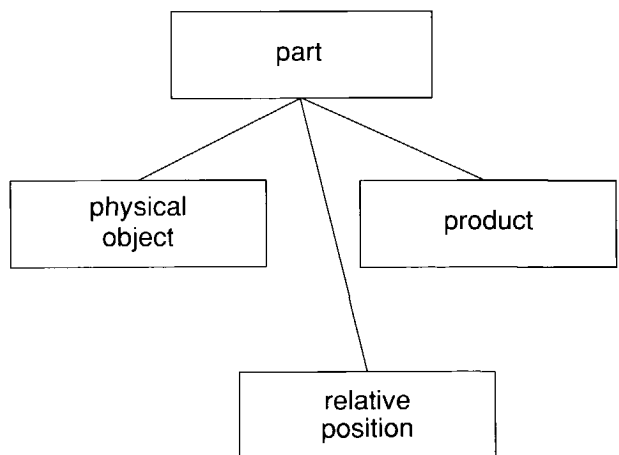 part
physical
object
product
relative
position